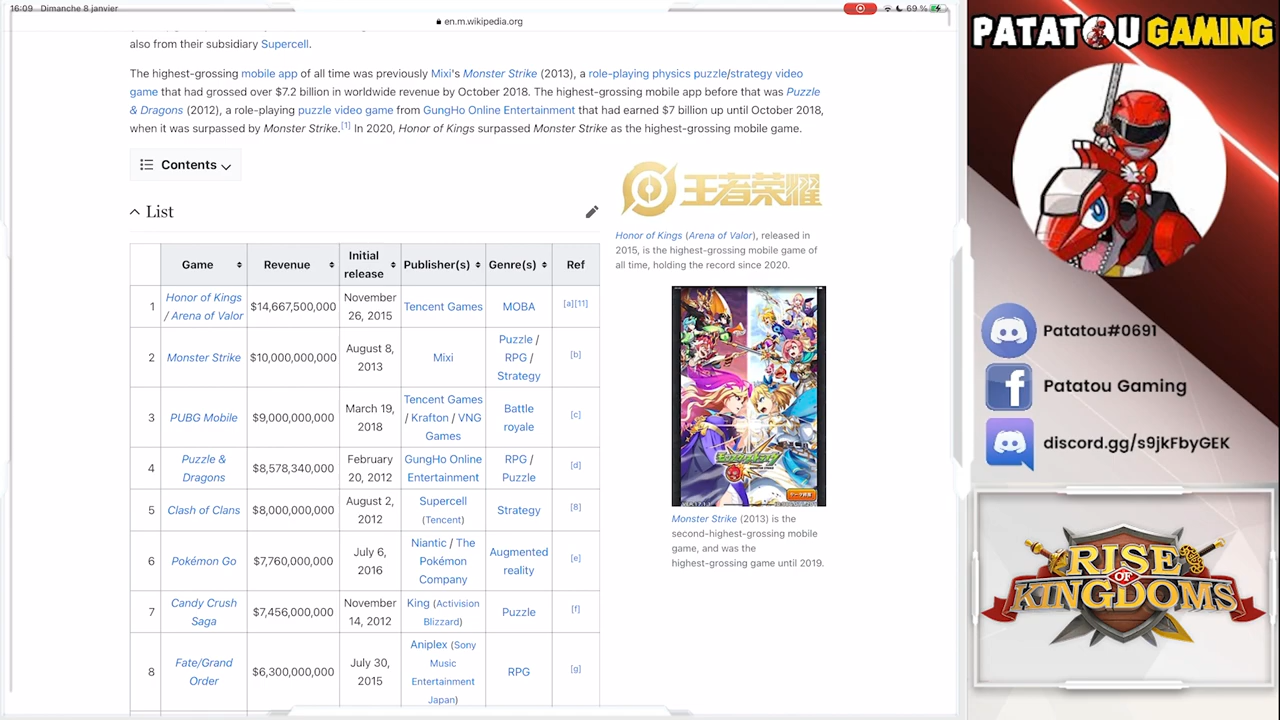 16:09 Dimanche 8 janvier
69 %
en.m.wikipedia.org
also from their subsidiary Supercell.
The highest-grossing mobile app of all time was previously Mixi's Monster Strike (2013), a role-playing physics puzzle/strategy video
game that had grossed over $7.2 billion in worldwide revenue by October 2018. The highest-grossing mobile app before that was Puzzle
& Dragons (2012), a role-playing puzzle video game from GungHo Online Entertainment that had earned $7 billion up until October 2018,
when it was surpassed by Monster Strike.[1] In 2020, Honor of Kings surpassed Monster Strike as the highest-grossing mobile game.
Contents
List
Game Revenue Initial release Publisher(s) Genre(s) Ref
1 Honor of Kings / Arena of Valor $14,667,500,000 November 26, 2015 Tencent Games MOBA [a][11]
2 Monster Strike $10,000,000,000 August 8, 2013 Mixi Puzzle / RPG / Strategy [b]
3 PUBG Mobile $9,000,000,000 March 19, 2018 Tencent Games / Krafton / VNG Games Battle royale [c]
4 Puzzle & Dragons $8,578,340,000 February 20, 2012 GungHo Online Entertainment RPG / Puzzle [d]
5 Clash of Clans $8,000,000,000 August 2, 2012 Supercell (Tencent) Strategy [8]
6 Pokémon Go $7,760,000,000 July 6, 2016 Niantic / The Pokémon Company Augmented reality [e]
7 Candy Crush Saga $7,456,000,000 November 14, 2012 King (Activision Blizzard) Puzzle [f]
8 Fate/Grand Order $6,300,000,000 July 30, 2015 Aniplex (Sony Music Entertainment Japan) RPG [g]
王者荣耀
Honor of Kings (Arena of Valor), released in
2015, is the highest-grossing mobile game of
all time, holding the record since 2020.
Monster Strike (2013) is the
second-highest-grossing mobile
game, and was the
highest-grossing game until 2019.
PATATOU GAMING
Patatou#0691
Patatou Gaming
discord.gg/s9jkFbyGEK
RISE
OF
KINGDOMS